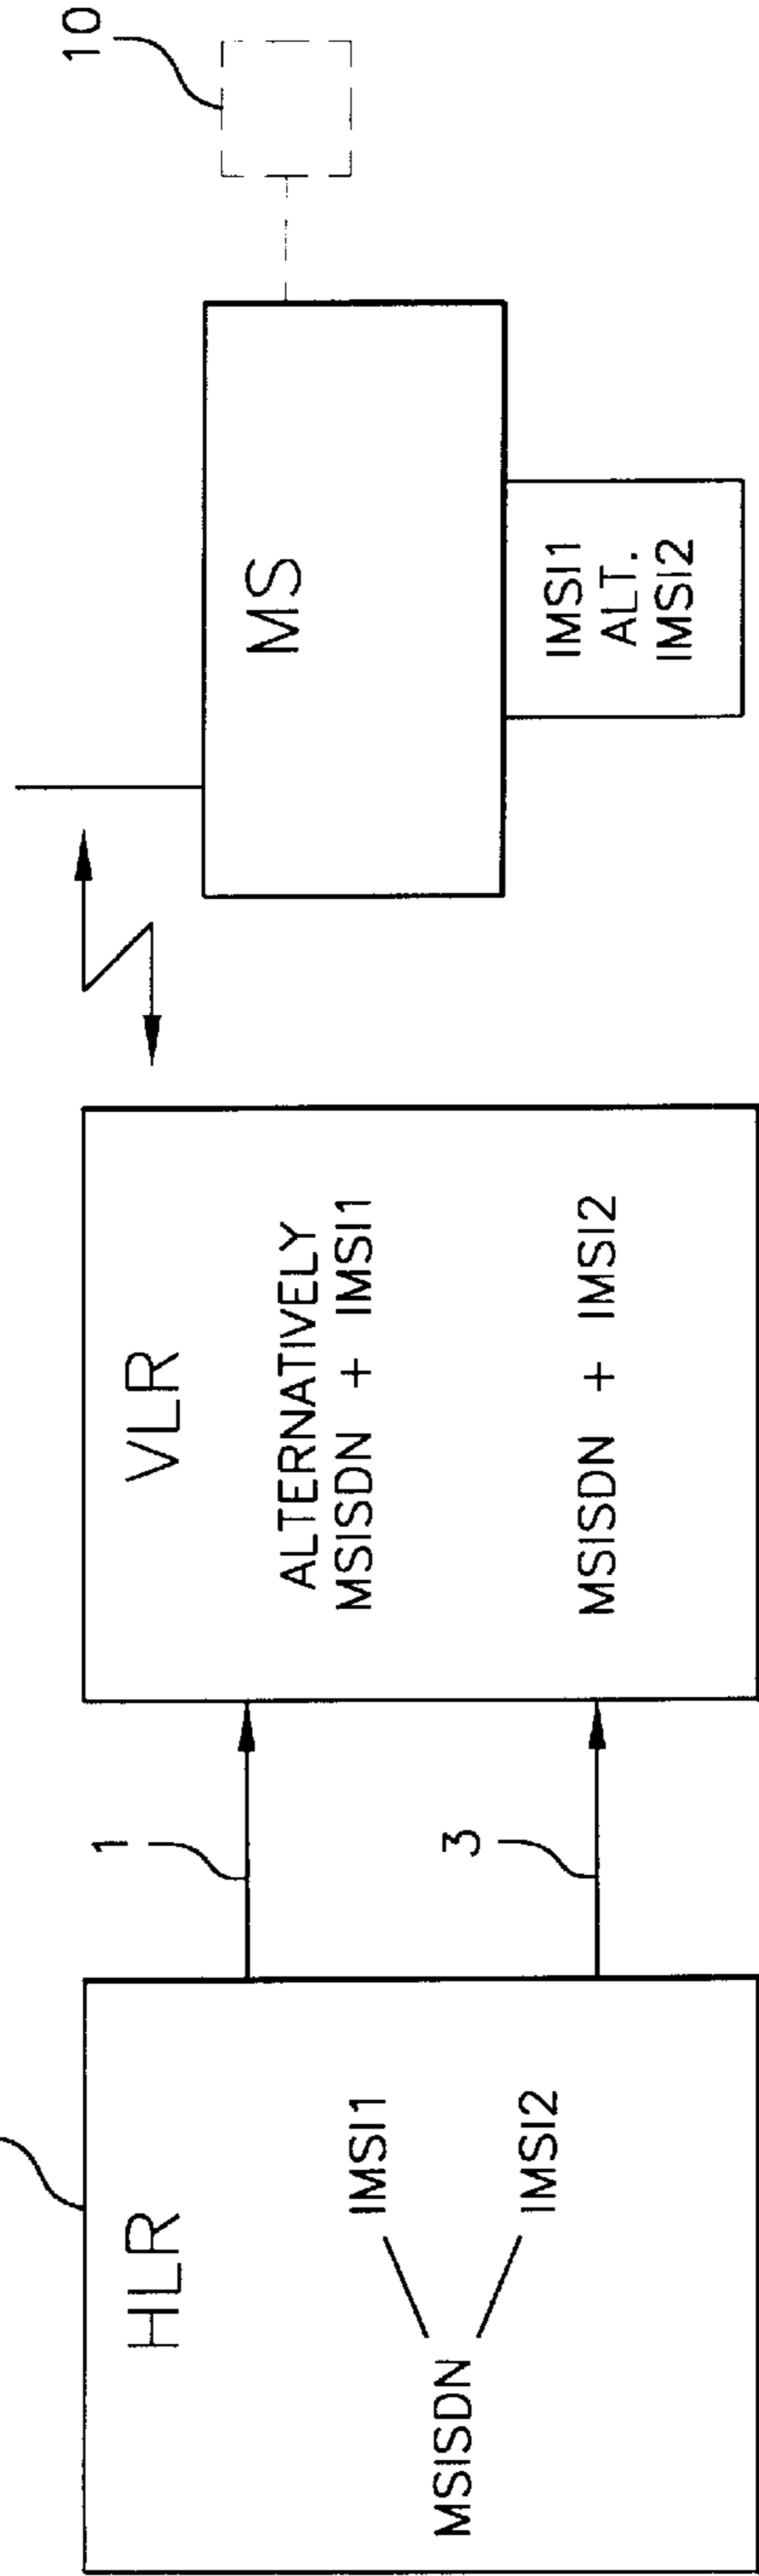 HLR
MSISDN
IMSI1
IMSI2
1
3
VLR
ALTERNATIVELY
MSISDN + IMSI1
MSISDN + IMSI2
MS
IMSI1
ALT.
IMSI2
10